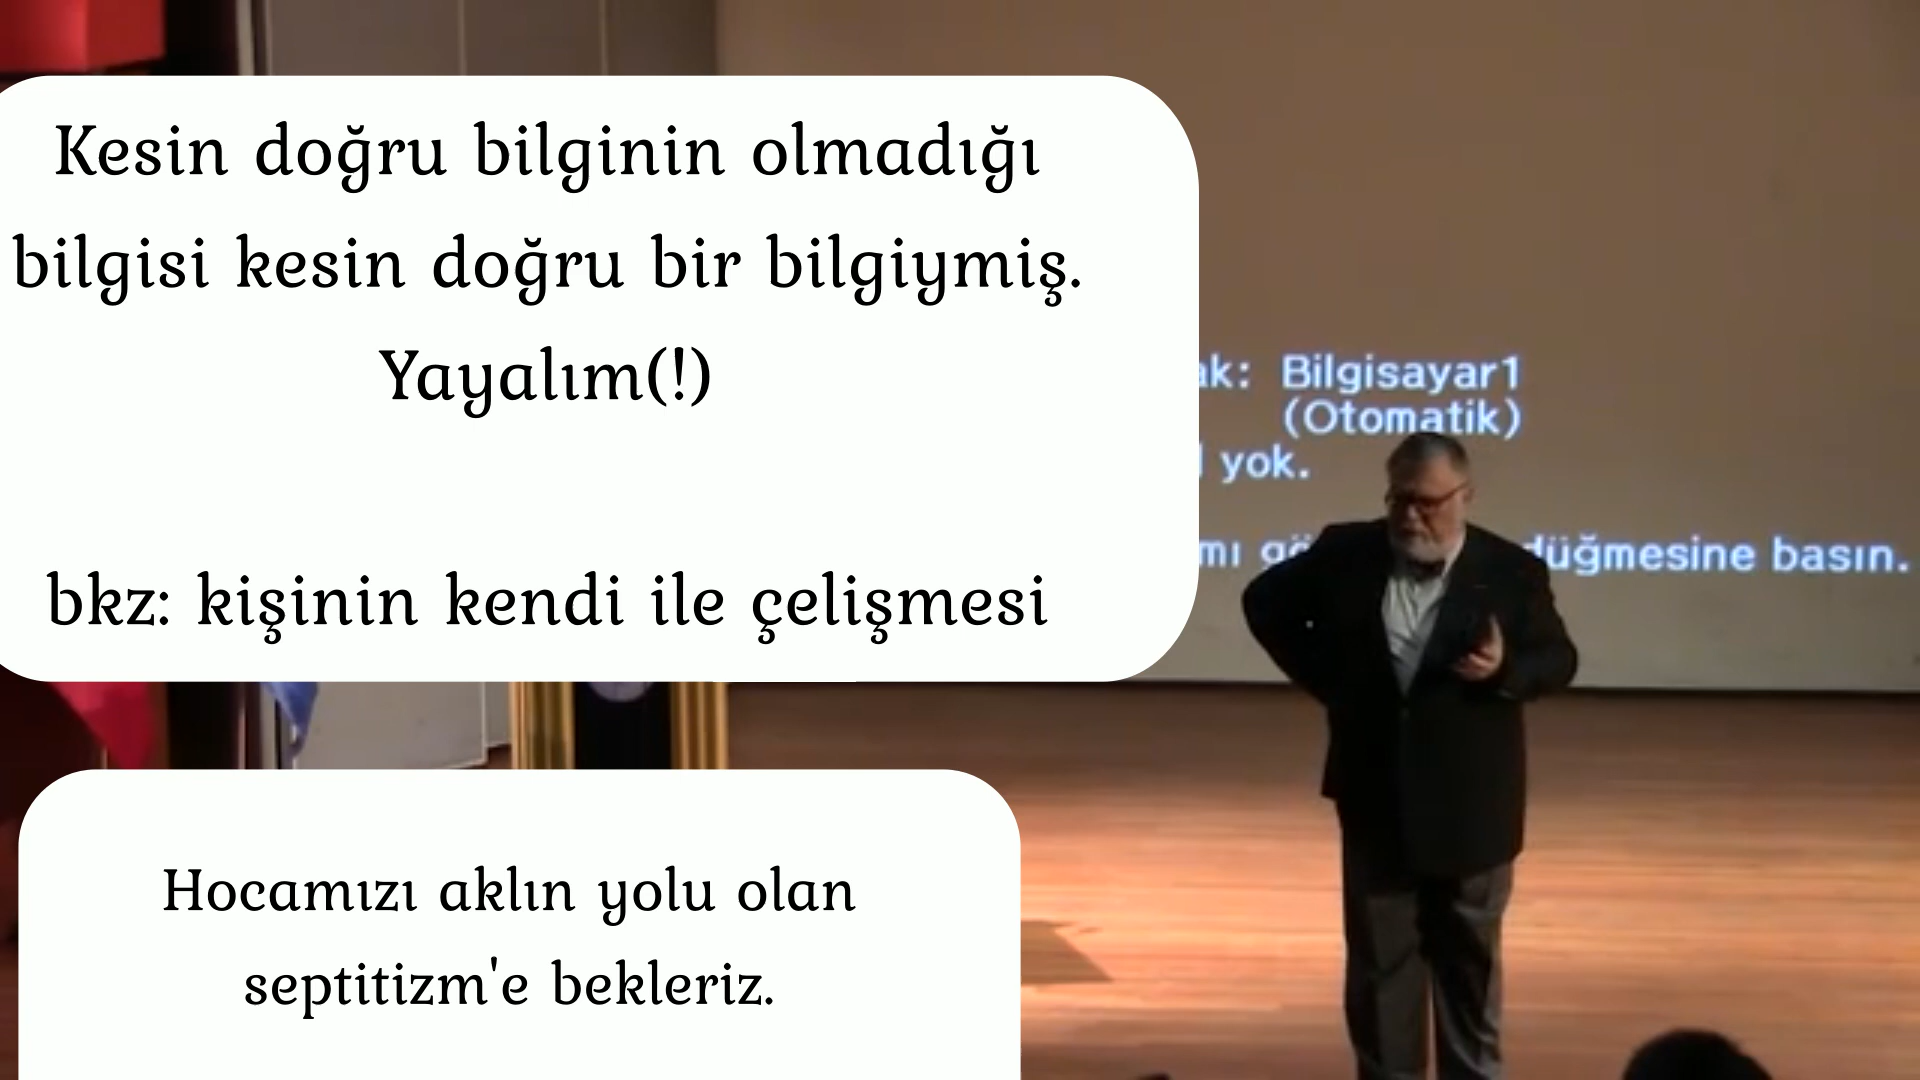 Kesin doğru bilginin olmadığı
bilgisi kesin doğru bir bilgiymiş.
Yayalım(!)
bkz: kişinin kendi ile çelişmesi
ak: Bilgisayar1
(Otomatik)
yok.
düğmesine basın.
Hocamızı aklın yolu olan
septitizm'e bekleriz.